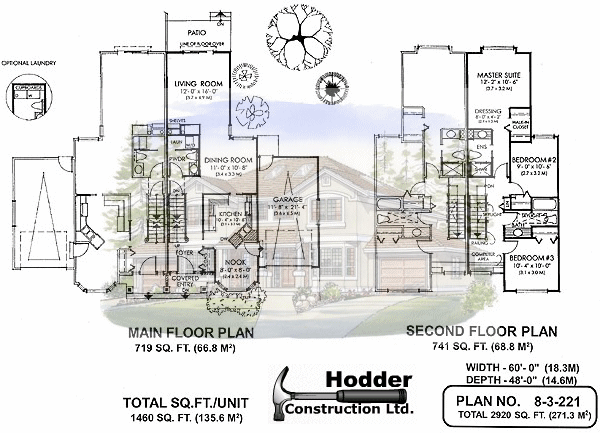 PATIO
LINE OF FLOOR OVER
DN
OPTIONAL LAUNDRY
CUPBOARDS
LIVING ROOM
12'-0" x 16'-0"
(3.7 x 4.9 M)
SHELVES
PWDR
DINING ROOM
11'-0" x 10'-8"
(3.4 x 3.3 M)
GARAGE
11'-8" x 21'-4"
(3.6 x 6.5 M)
KITCHEN
DW
UP
FOYER
NOOK
8'-0" x 8'-0"
(2.4 x 2.4 M)
COVERED
ENTRY
DN
MAIN FLOOR PLAN
719 SQ. FT. (66.8 M²)
MASTER SUITE
12'-2" x 10'-6"
(3.7 x 3.2 M)
DRESSING
WALK-IN
CLOSET
ENS
BEDROOM #2
9'-0" x 10'-6"
(2.7 x 3.2 M)
DN
SKYLIGHT
SKYLIGHT
BATH
RAILING
COMPUTER
AREA
BEDROOM #3
10'-4" x 10'-0"
(3.1 x 3.0 M)
SECOND FLOOR PLAN
741 SQ. FT. (68.8 M²)
WIDTH - 60'- 0" (18.3M)
DEPTH - 48'-0" (14.6M)
TOTAL SQ.FT./UNIT
1460 SQ. FT. (135.6 M²)
Hodder
Construction Ltd.
PLAN NO. 8-3-221
TOTAL 2920 SQ. FT. (271.3 M²)